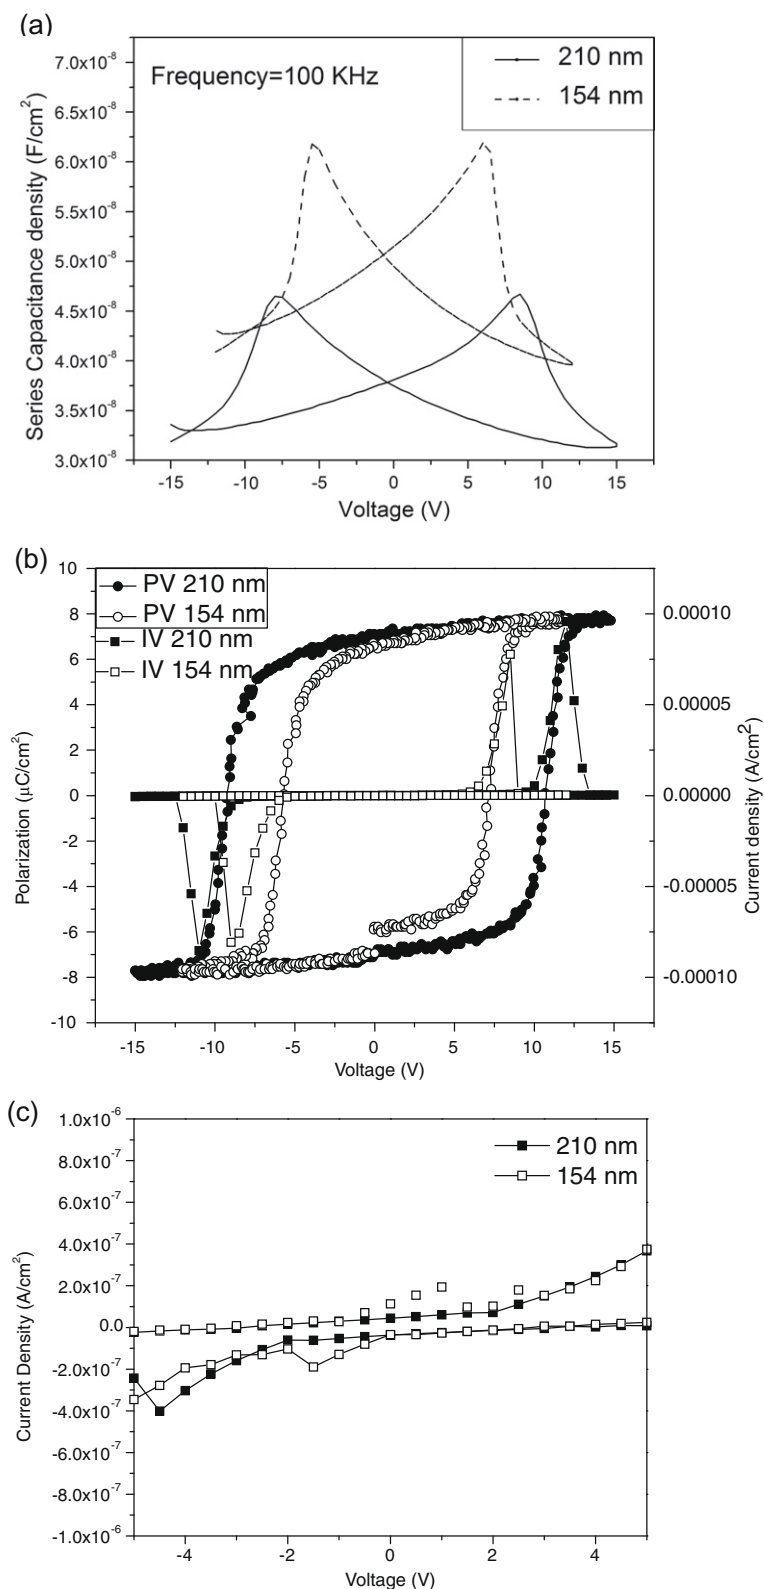 (a)
Frequency=100 KHz
210 nm
154 nm
7.0x10⁻⁸
6.5x10⁻⁸
6.0x10⁻⁸
5.5x10⁻⁸
5.0x10⁻⁸
4.5x10⁻⁸
4.0x10⁻⁸
3.5x10⁻⁸
3.0x10⁻⁸
Series Capacitance density (F/cm²)
-15 -10 -5 0 5 10 15
Voltage (V)
(b)
PV 210 nm
PV 154 nm
IV 210 nm
IV 154 nm
10
8
6
4
2
0
-2
-4
-6
-8
-10
Polarization (μC/cm²)
0.00010
0.00005
0.00000
-0.00005
-0.00010
Current density (A/cm²)
-15 -10 -5 0 5 10 15
Voltage (V)
(c)
210 nm
154 nm
1.0x10⁻⁶
8.0x10⁻⁷
6.0x10⁻⁷
4.0x10⁻⁷
2.0x10⁻⁷
0.0
-2.0x10⁻⁷
-4.0x10⁻⁷
-6.0x10⁻⁷
-8.0x10⁻⁷
-1.0x10⁻⁶
Current Density (A/cm²)
-4 -2 0 2 4
Voltage (V)